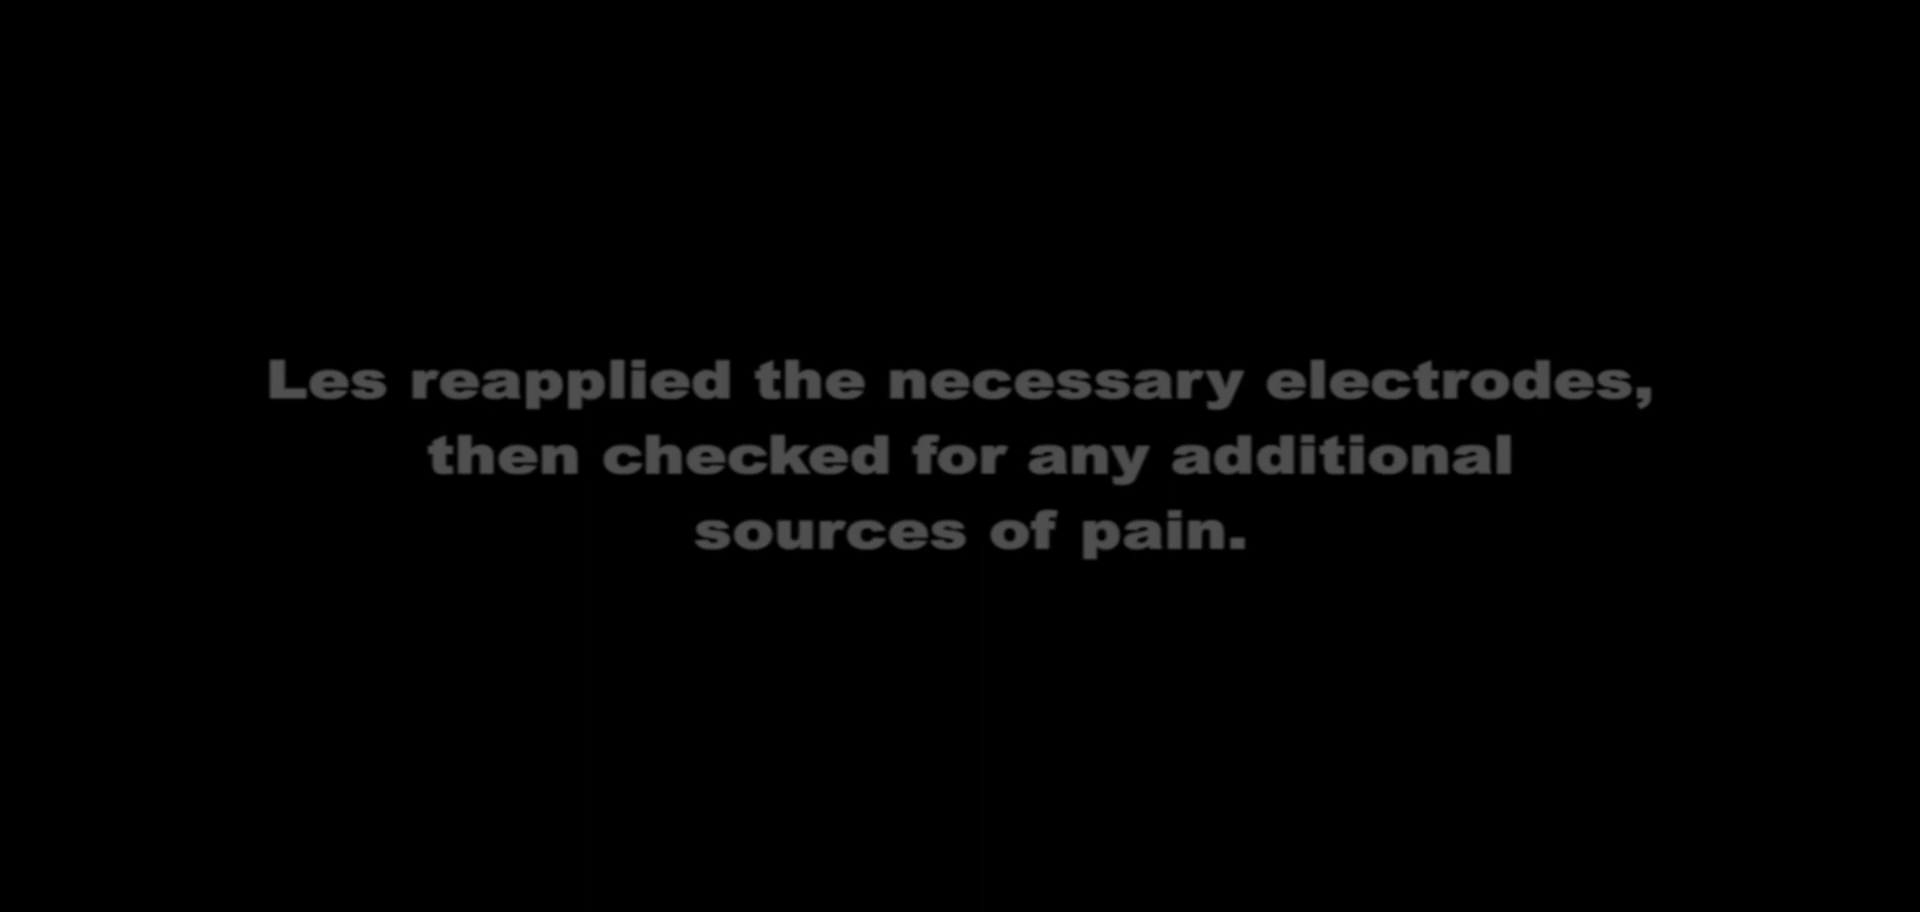 Les reapplied the necessary electrodes,
then checked for any additional
sources of pain.